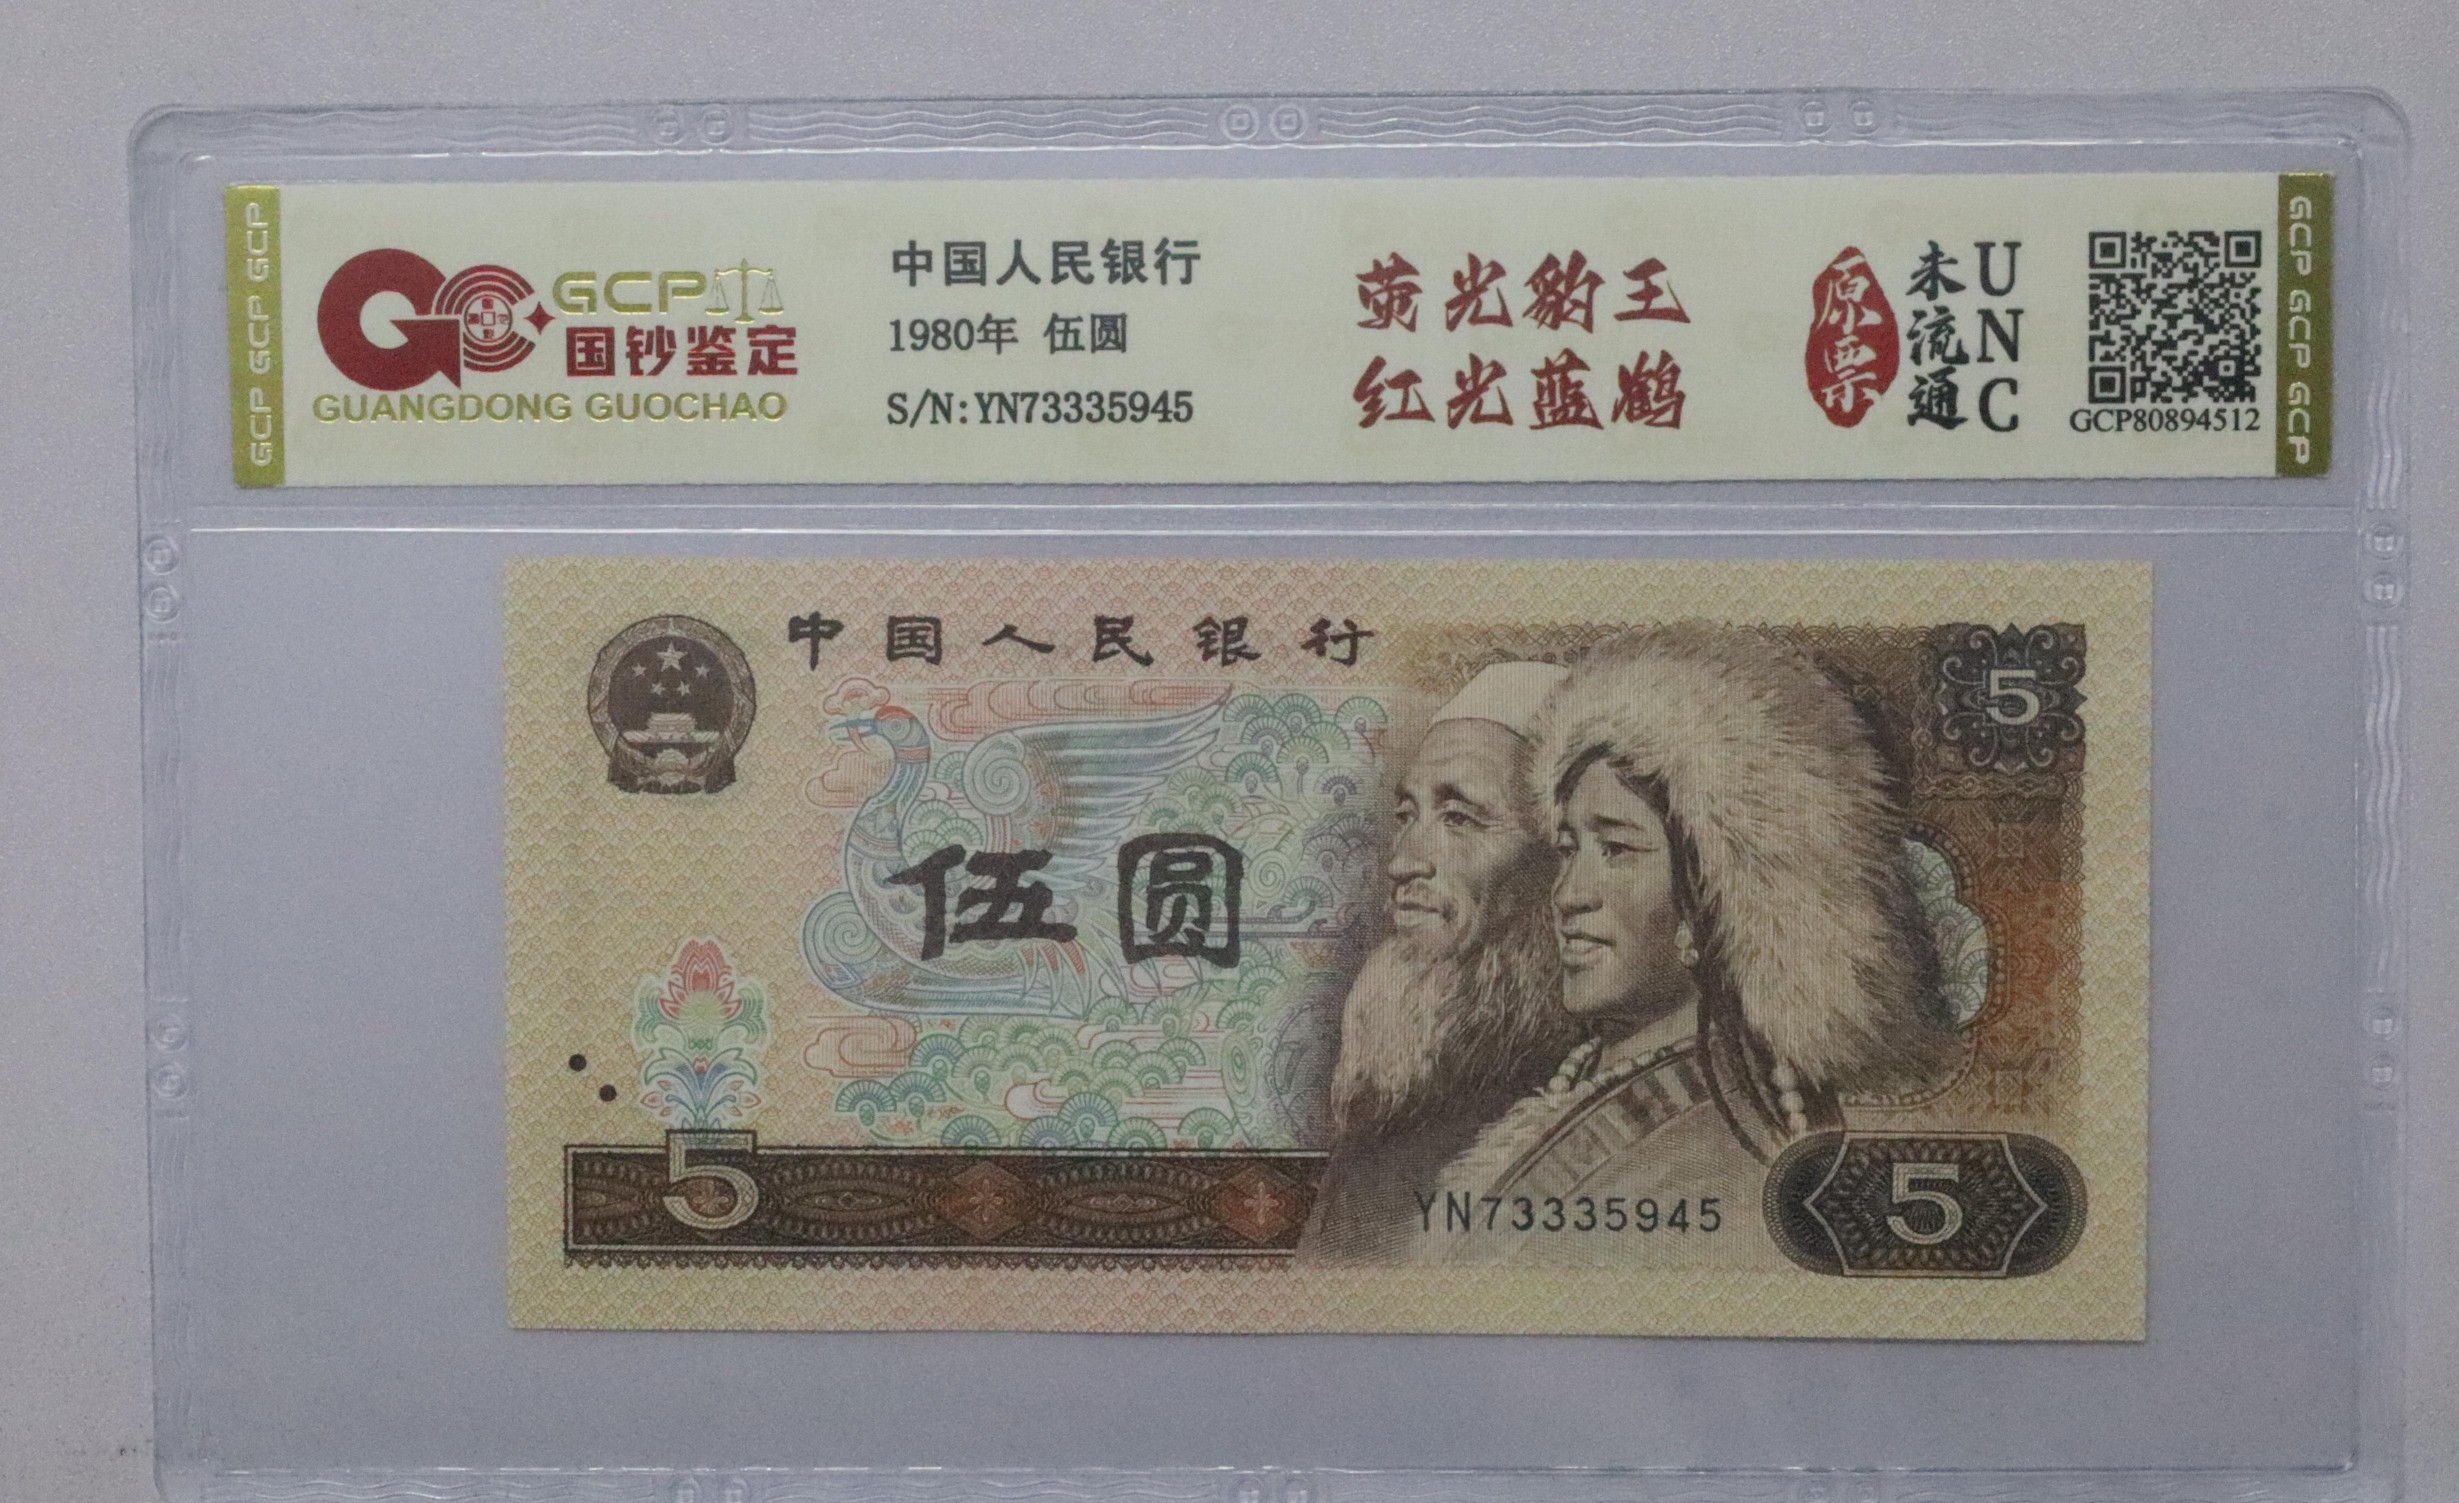 GCP GCP GCP
GCP
国钞鉴定
GUANGDONG GUOCHAO
中国人民银行
1980年 伍圆
S/N:YN73335945
荧光豹王
红光蓝鹤
原票
未流通
UNC
GCP80894512
GCP GCP GCP
中国人民银行
5
伍圆
5
YN73335945
5